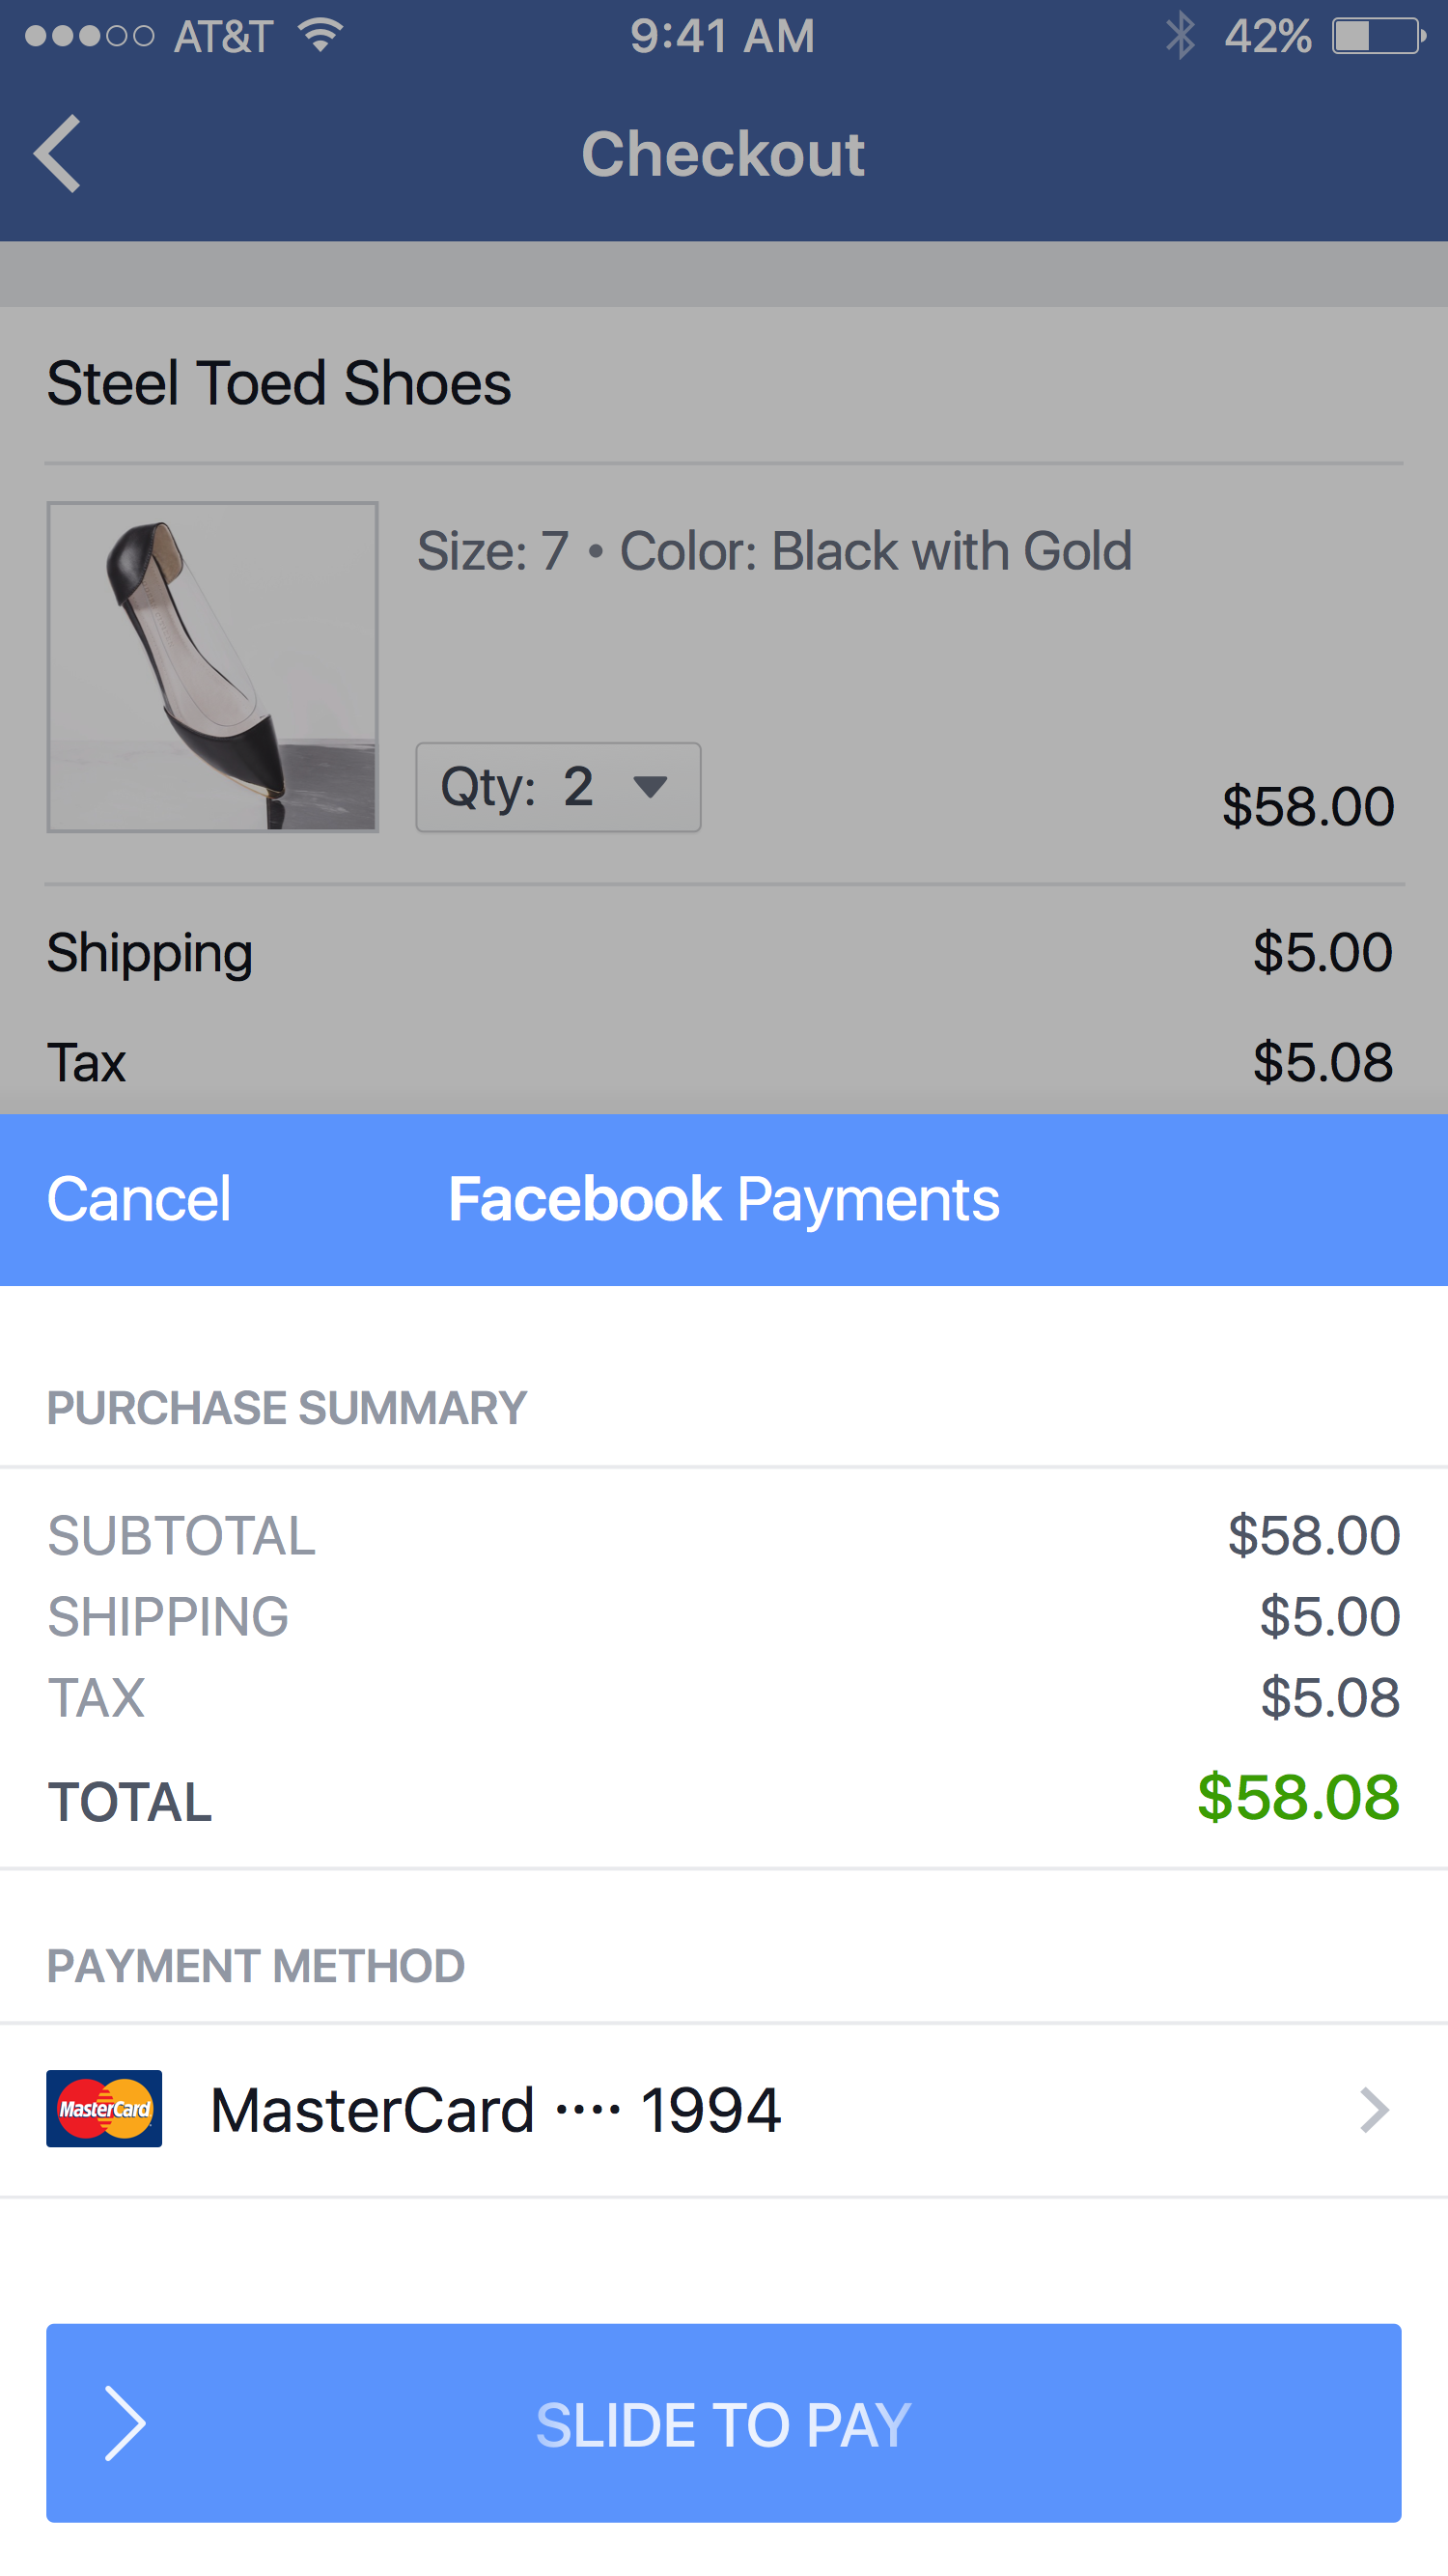 AT&T 9:41 AM 42%
Checkout
Steel Toed Shoes
Size: 7 • Color: Black with Gold
Qty: 2
$58.00
Shipping $5.00
Tax $5.08
Cancel Facebook Payments
PURCHASE SUMMARY
SUBTOTAL $58.00
SHIPPING $5.00
TAX $5.08
TOTAL $58.08
PAYMENT METHOD
MasterCard MasterCard ···· 1994
SLIDE TO PAY